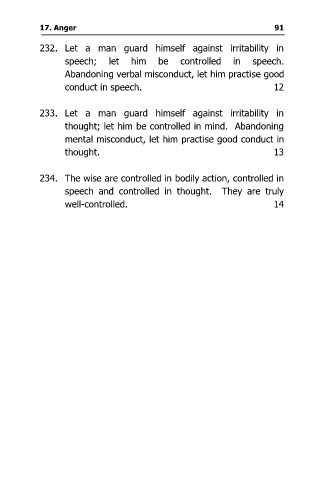 17. Anger 91
232. Let a man guard himself against irritability in
speech; let him be controlled in speech.
Abandoning verbal misconduct, let him practise good
conduct in speech. 12
233. Let a man guard himself against irritability in
thought; let him be controlled in mind. Abandoning
mental misconduct, let him practise good conduct in
thought. 13
234. The wise are controlled in bodily action, controlled in
speech and controlled in thought. They are truly
well-controlled. 14